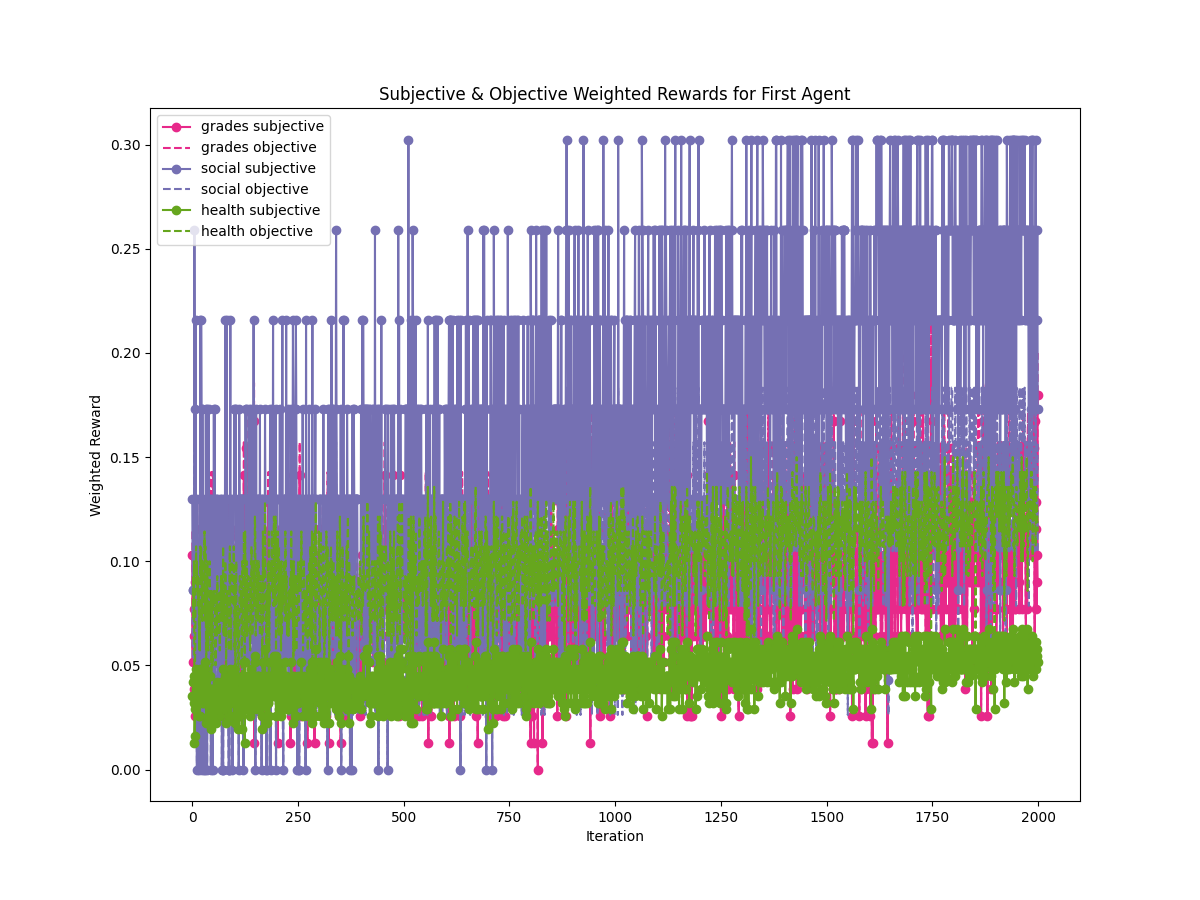 Subjective & Objective Weighted Rewards for First Agent
grades subjective
grades objective
social subjective
social objective
health subjective
health objective
0.30
0.25
0.20
0.15
0.10
0.05
0.00
Weighted Reward
0 250 500 750 1000 1250 1500 1750 2000
Iteration